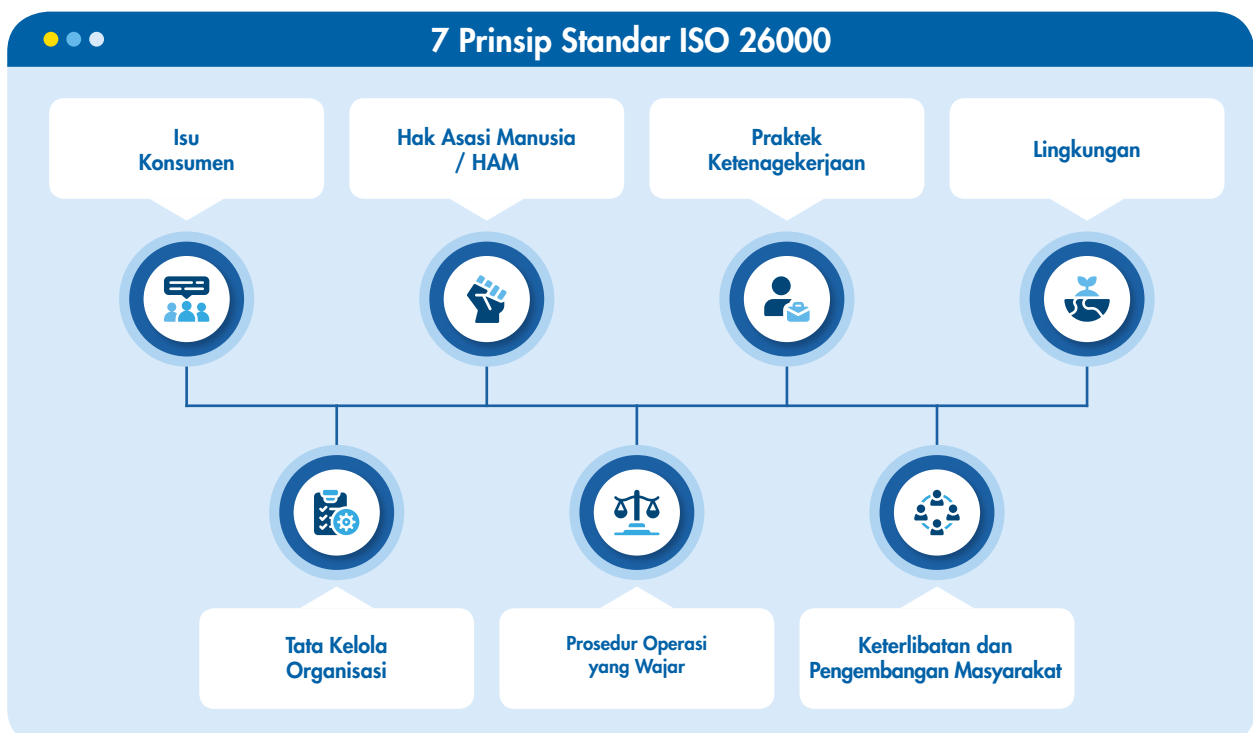 7 Prinsip Standar ISO 26000
Isu
Konsumen
Hak Asasi Manusia
/ HAM
Praktek
Ketenagekerjaan
Lingkungan
Tata Kelola
Organisasi
Prosedur Operasi
yang Wajar
Keterlibatan dan
Pengembangan Masyarakat